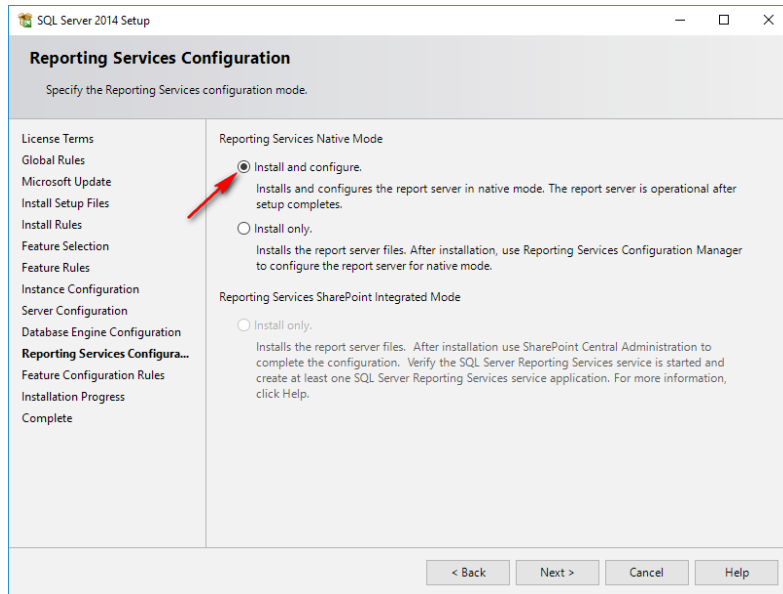 SQL Server 2014 Setup
Reporting Services Configuration
Specify the Reporting Services configuration mode.
License Terms
Global Rules
Microsoft Update
Install Setup Files
Install Rules
Feature Selection
Feature Rules
Instance Configuration
Server Configuration
Database Engine Configuration
Reporting Services Configura...
Feature Configuration Rules
Installation Progress
Complete
Reporting Services Native Mode
Install and configure.
Installs and configures the report server in native mode. The report server is operational after
setup completes.
Install only.
Installs the report server files. After installation, use Reporting Services Configuration Manager
to configure the report server for native mode.
Reporting Services SharePoint Integrated Mode
Install only.
Installs the report server files. After installation use SharePoint Central Administration to
complete the configuration. Verify the SQL Server Reporting Services service is started and
create at least one SQL Server Reporting Services service application. For more information,
click Help.
< Back
Next >
Cancel
Help